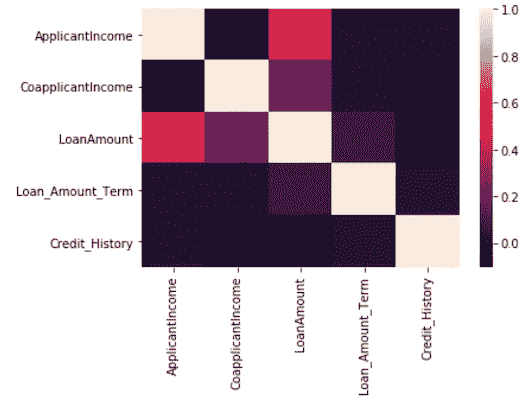 ApplicantIncome
CoapplicantIncome
LoanAmount
Loan_Amount_Term
Credit_History
ApplicantIncome
CoapplicantIncome
LoanAmount
Loan_Amount_Term
Credit_History
1.0
0.8
0.6
0.4
0.2
0.0